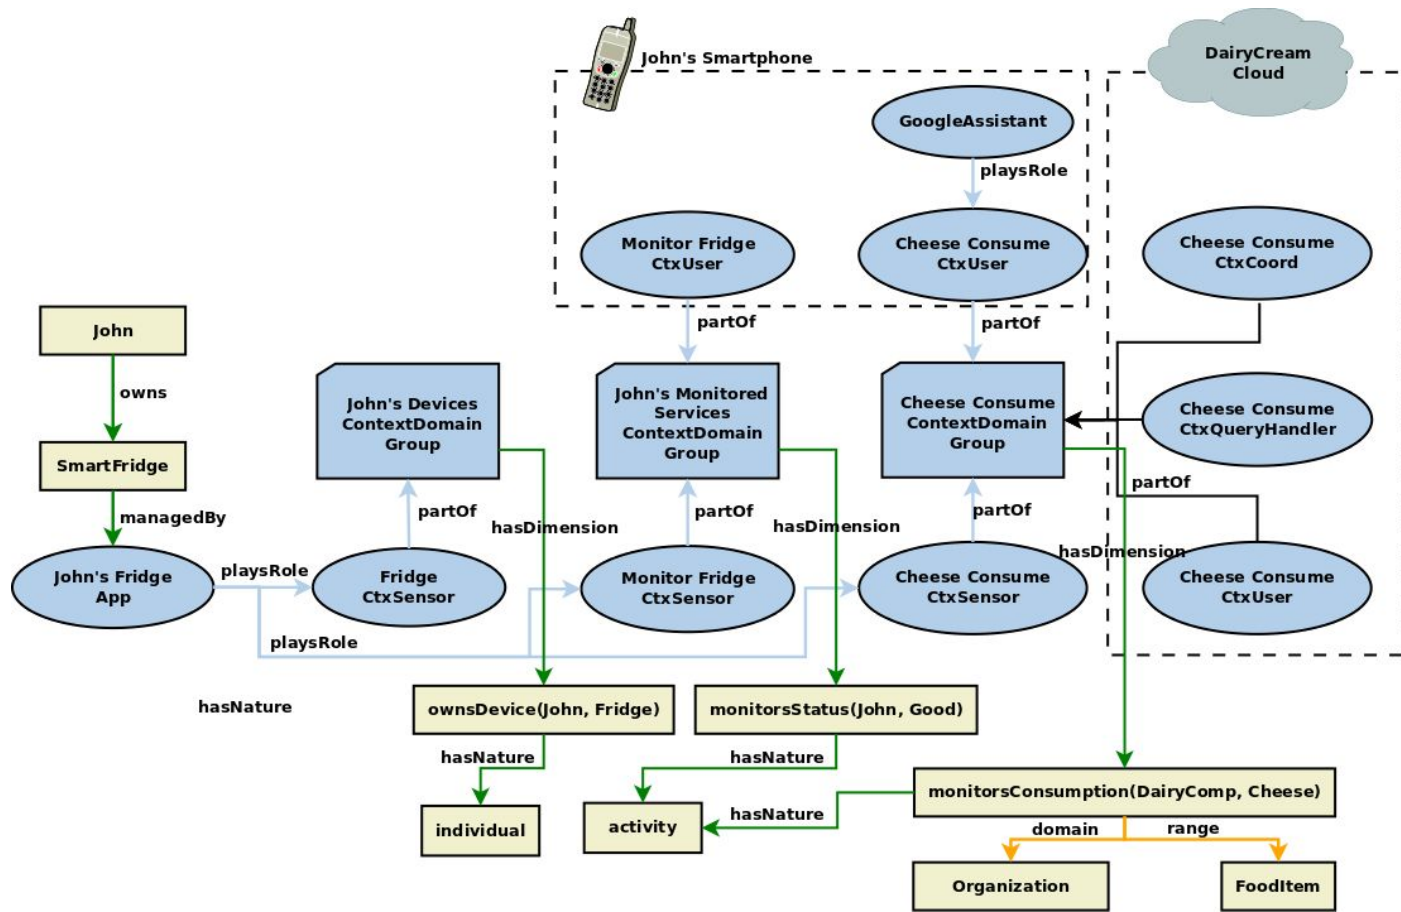 John's Smartphone
DairyCream
Cloud
GoogleAssistant
playsRole
Monitor Fridge
CtxUser
Cheese Consume
CtxUser
Cheese Consume
CtxCoord
John
partOf
partOf
owns
John's Devices
ContextDomain
Group
John's Monitored
Services
ContextDomain
Group
Cheese Consume
ContextDomain
Group
Cheese Consume
CtxQueryHandler
SmartFridge
managedBy
partOf
partOf
partOf
partOf
hasDimension
hasDimension
hasDimension
John's Fridge
App
playsRole
Fridge
CtxSensor
Monitor Fridge
CtxSensor
Cheese Consume
CtxSensor
Cheese Consume
CtxUser
playsRole
hasNature
ownsDevice(John, Fridge)
monitorsStatus(John, Good)
hasNature
hasNature
monitorsConsumption(DairyComp, Cheese)
individual
activity
hasNature
domain
range
Organization
FoodItem